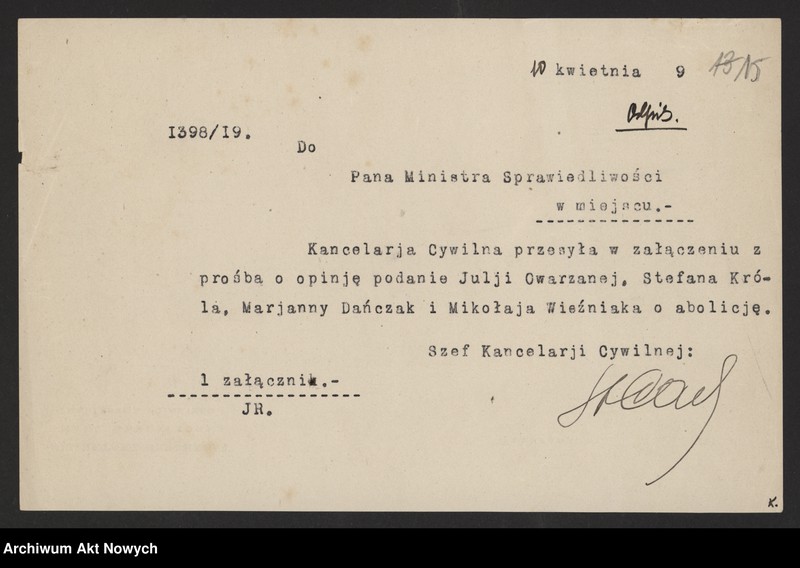 10 kwietnia 9
Odpis.
1398/19.
Do
Pana Ministra Sprawiedliwości
w miejscu.-
Kancelarja Cywilna przesyła w załączeniu z
prośbą o opinję podanie Julji Owarzanej, Stefana Kró-
la, Marjanny Dańczak i Mikołaja Wieźniaka o abolicję.
Szef Kancelarji Cywilnej:
1 załącznik.-
JR.
K.
Archiwum Akt Nowych